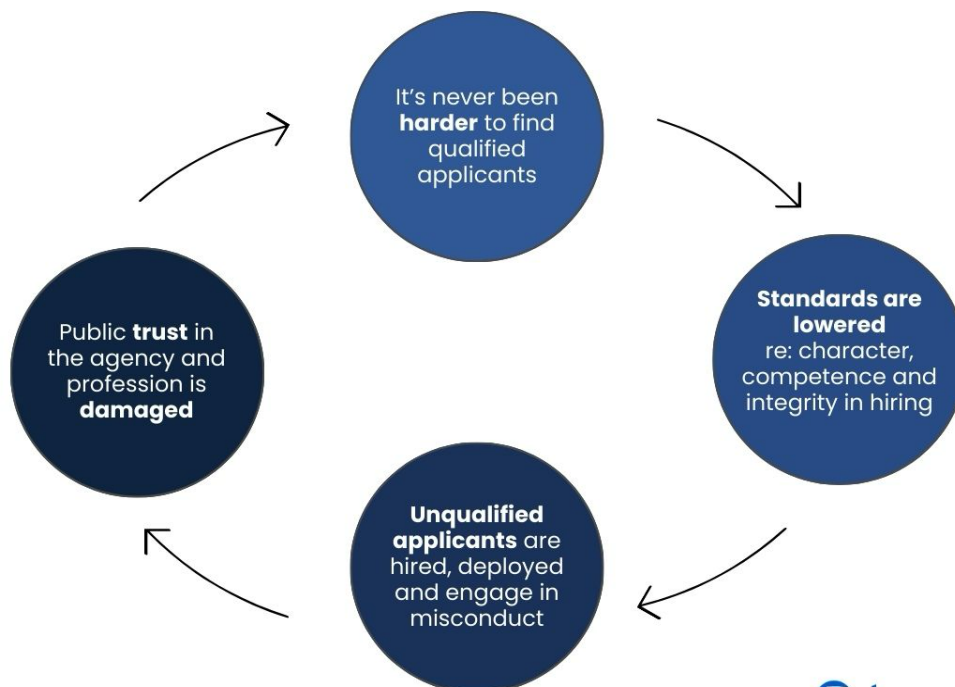 It’s never been
harder to find
qualified
applicants
Standards are
lowered
re: character,
competence and
integrity in hiring
Unqualified
applicants are
hired, deployed
and engage in
misconduct
Public trust in
the agency and
profession is
damaged